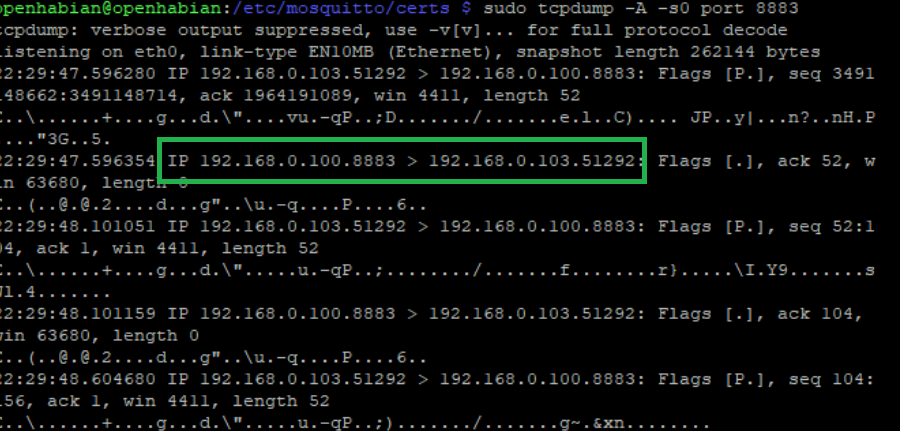 openhabian@openhabian:/etc/mosquitto/certs $ sudo tcpdump -A -s0 port 8883
tcpdump: verbose output suppressed, use -v[v]... for full protocol decode
listening on eth0, link-type EN10MB (Ethernet), snapshot length 262144 bytes
22:29:47.596280 IP 192.168.0.103.51292 > 192.168.0.100.8883: Flags [P.], seq 3491
148662:3491148714, ack 1964191089, win 4411, length 52
E..\......+....g...d.\"....vu.-qP..;D......../.......e.l..C).... JP..y|...n?..nH.P
...."3G..5.
22:29:47.596354 IP 192.168.0.100.8883 > 192.168.0.103.51292: Flags [.], ack 52, w
in 63680, length 0
E..(..@.@.2....d...g"..\u.-q....P....6..
22:29:48.101051 IP 192.168.0.103.51292 > 192.168.0.100.8883: Flags [P.], seq 52:1
04, ack 1, win 4411, length 52
E..\......+....g...d.\".....u.-qP..;......../.......f........r}.....\I.Y9.......s
W1.4.......
22:29:48.101159 IP 192.168.0.100.8883 > 192.168.0.103.51292: Flags [.], ack 104,
win 63680, length 0
E..(..@.@.2....d...g"..\u.-q....P....6..
22:29:48.604680 IP 192.168.0.103.51292 > 192.168.0.100.8883: Flags [P.], seq 104:
156, ack 1, win 4411, length 52
E..\......+....g...d.\".....u.-qP..;)......./.......g~.&xn........